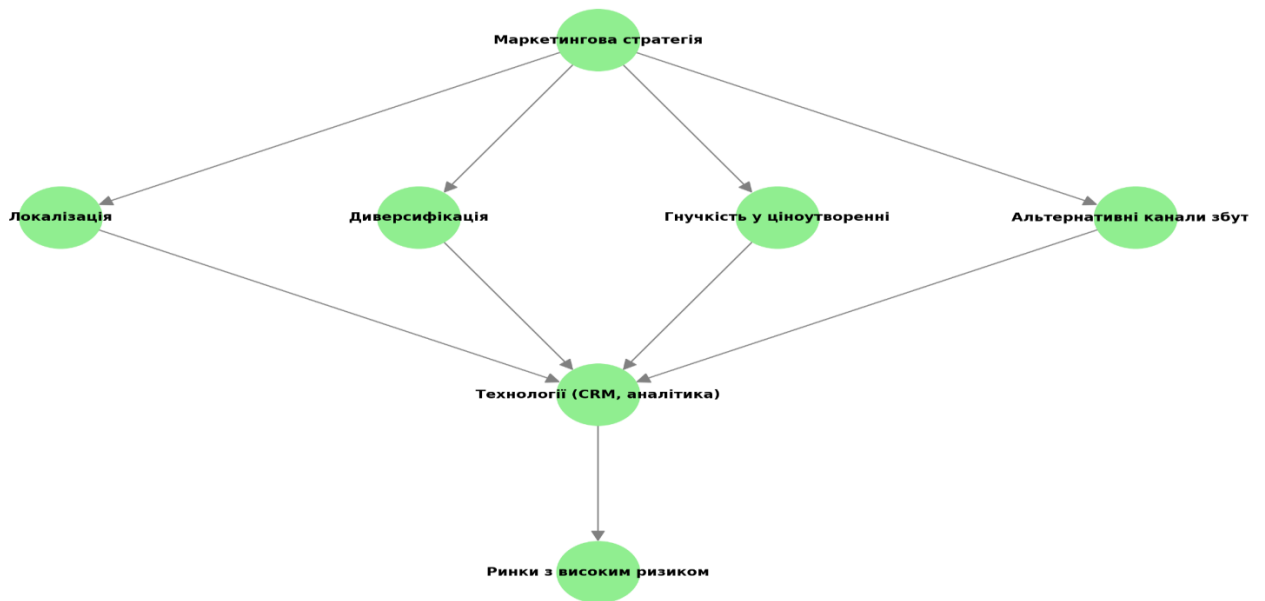 Маркетингова стратегія
Локалізація
Диверсифікація
Гнучкість у ціноутворенні
Альтернативні канали збут
Технології (CRM, аналітика)
Ринки з високим ризиком